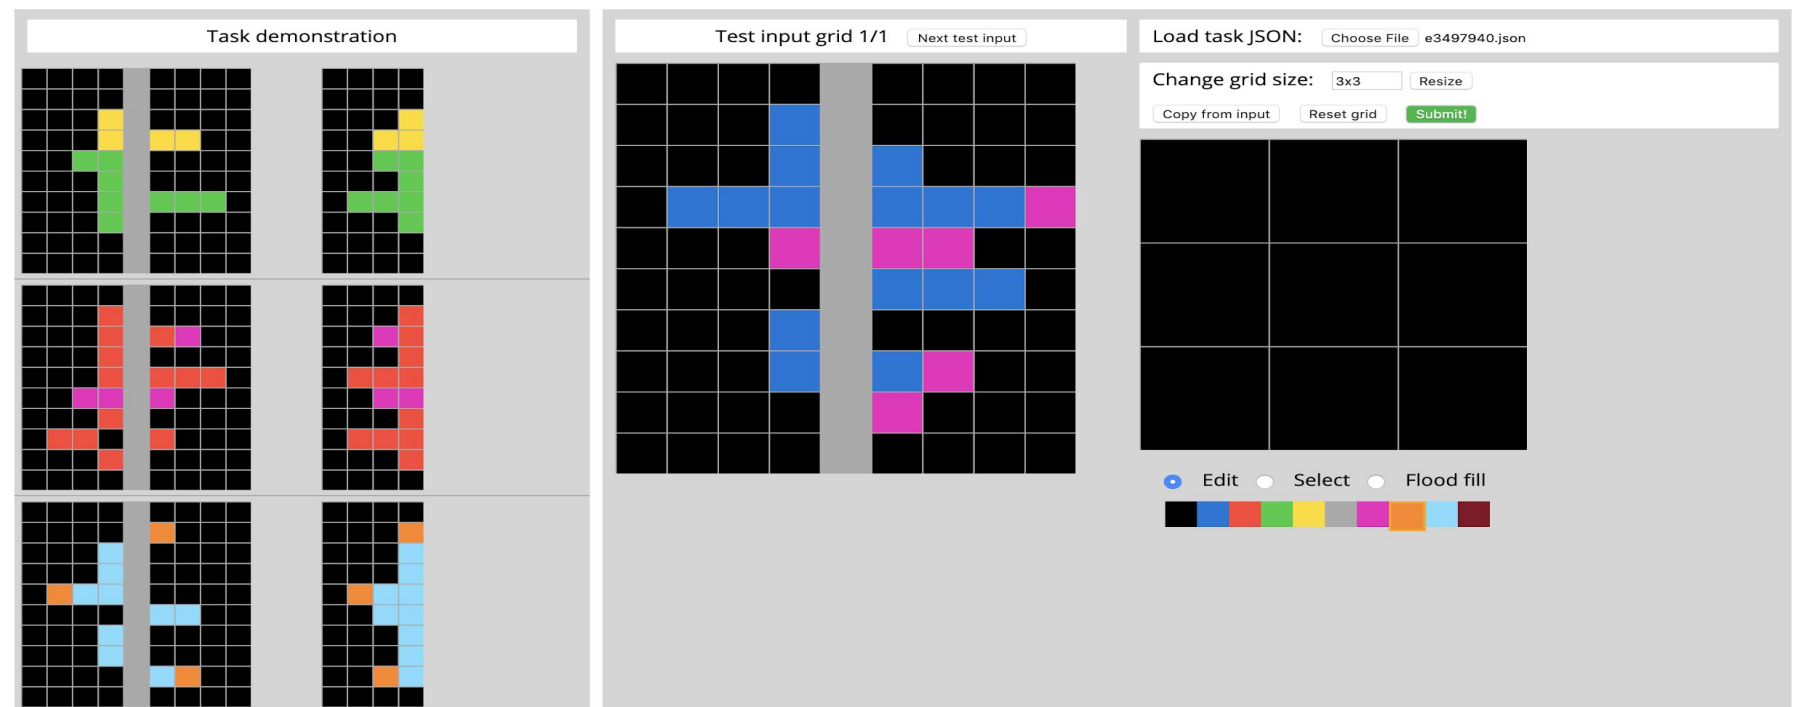 Task demonstration
Test input grid 1/1 Next test input
Load task JSON: Choose File e3497940.json
Change grid size: 3x3 Resize
Copy from input Reset grid Submit!
Edit Select Flood fill